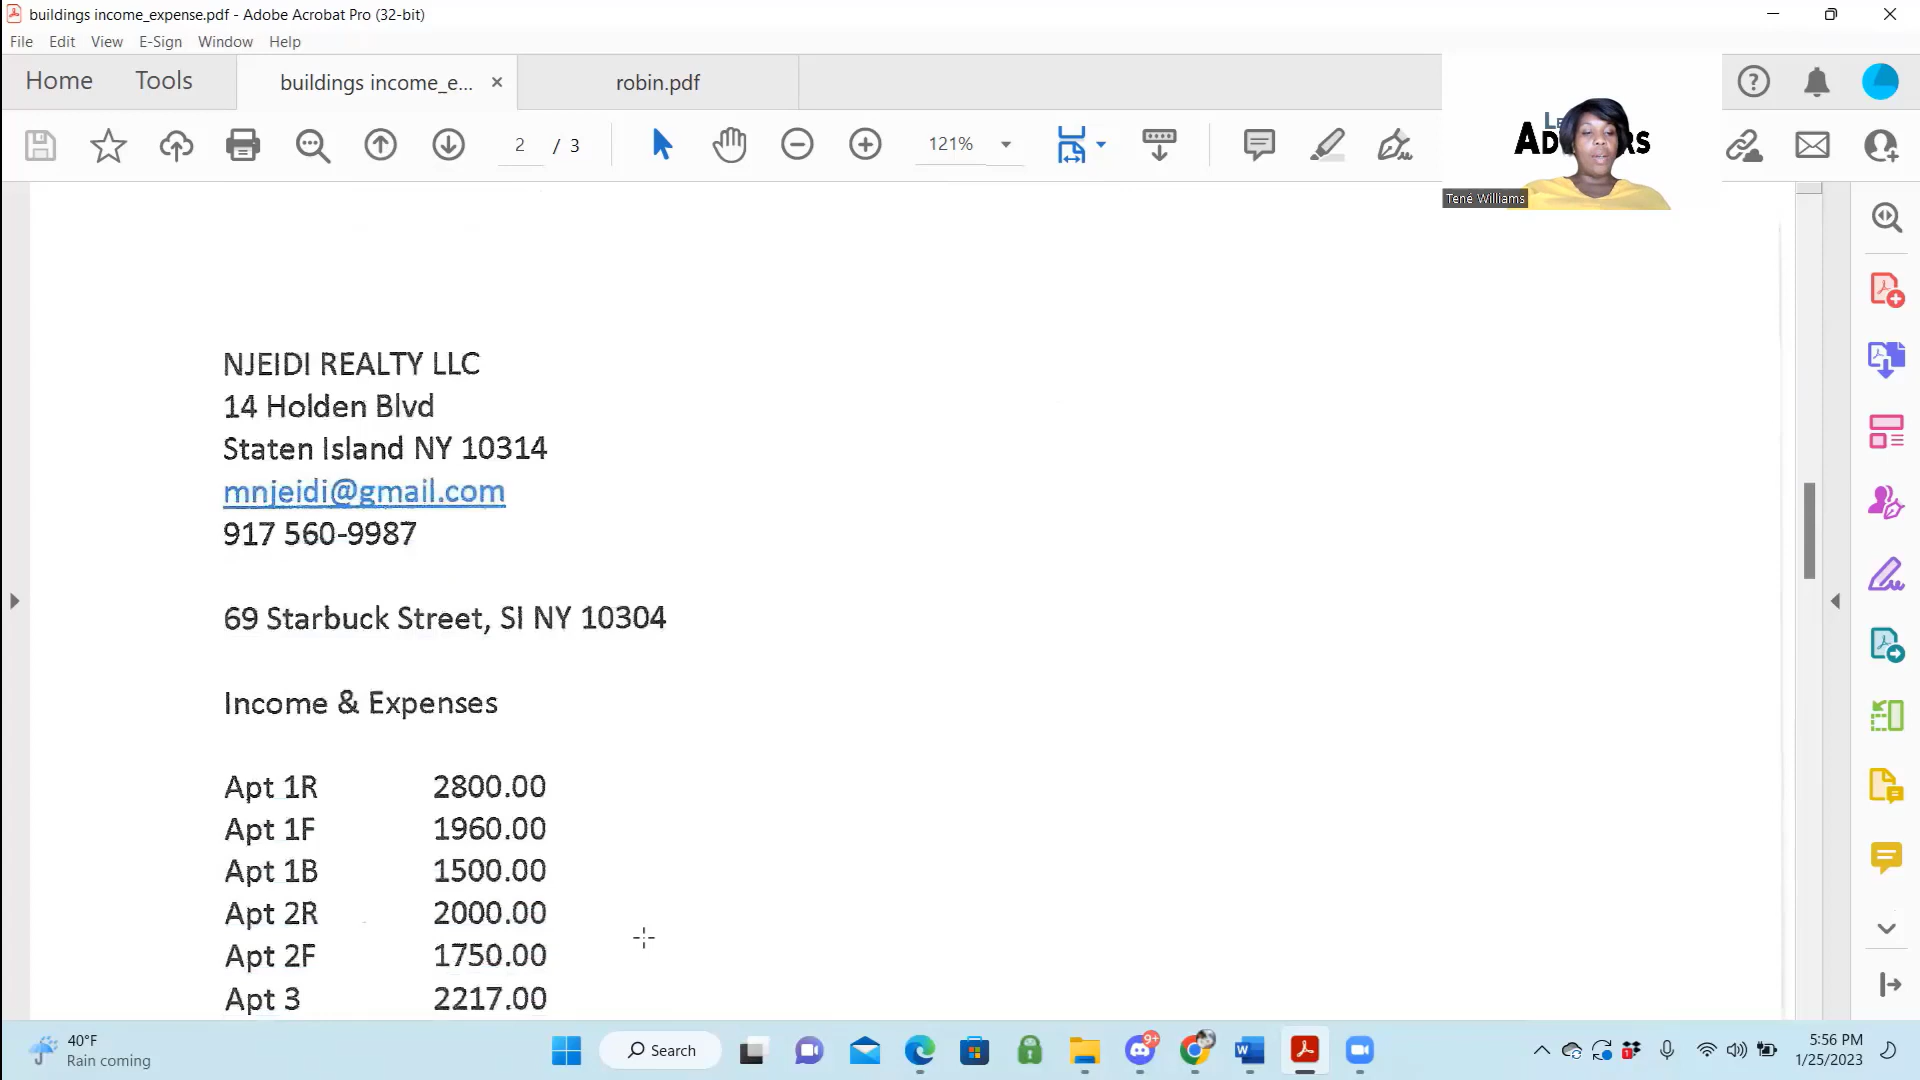 buildings income_expense.pdf - Adobe Acrobat Pro (32-bit)
File Edit View E-Sign Window Help
Home Tools buildings income_e... robin.pdf
2 / 3 121%
Tené Williams
NJEIDI REALTY LLC
14 Holden Blvd
Staten Island NY 10314
mnjeidi@gmail.com
917 560-9987
69 Starbuck Street, SI NY 10304
Income & Expenses
Apt 1R 2800.00
Apt 1F 1960.00
Apt 1B 1500.00
Apt 2R 2000.00
Apt 2F 1750.00
Apt 3 2217.00
40°F
Rain coming
Search
9+
1
5:56 PM
1/25/2023